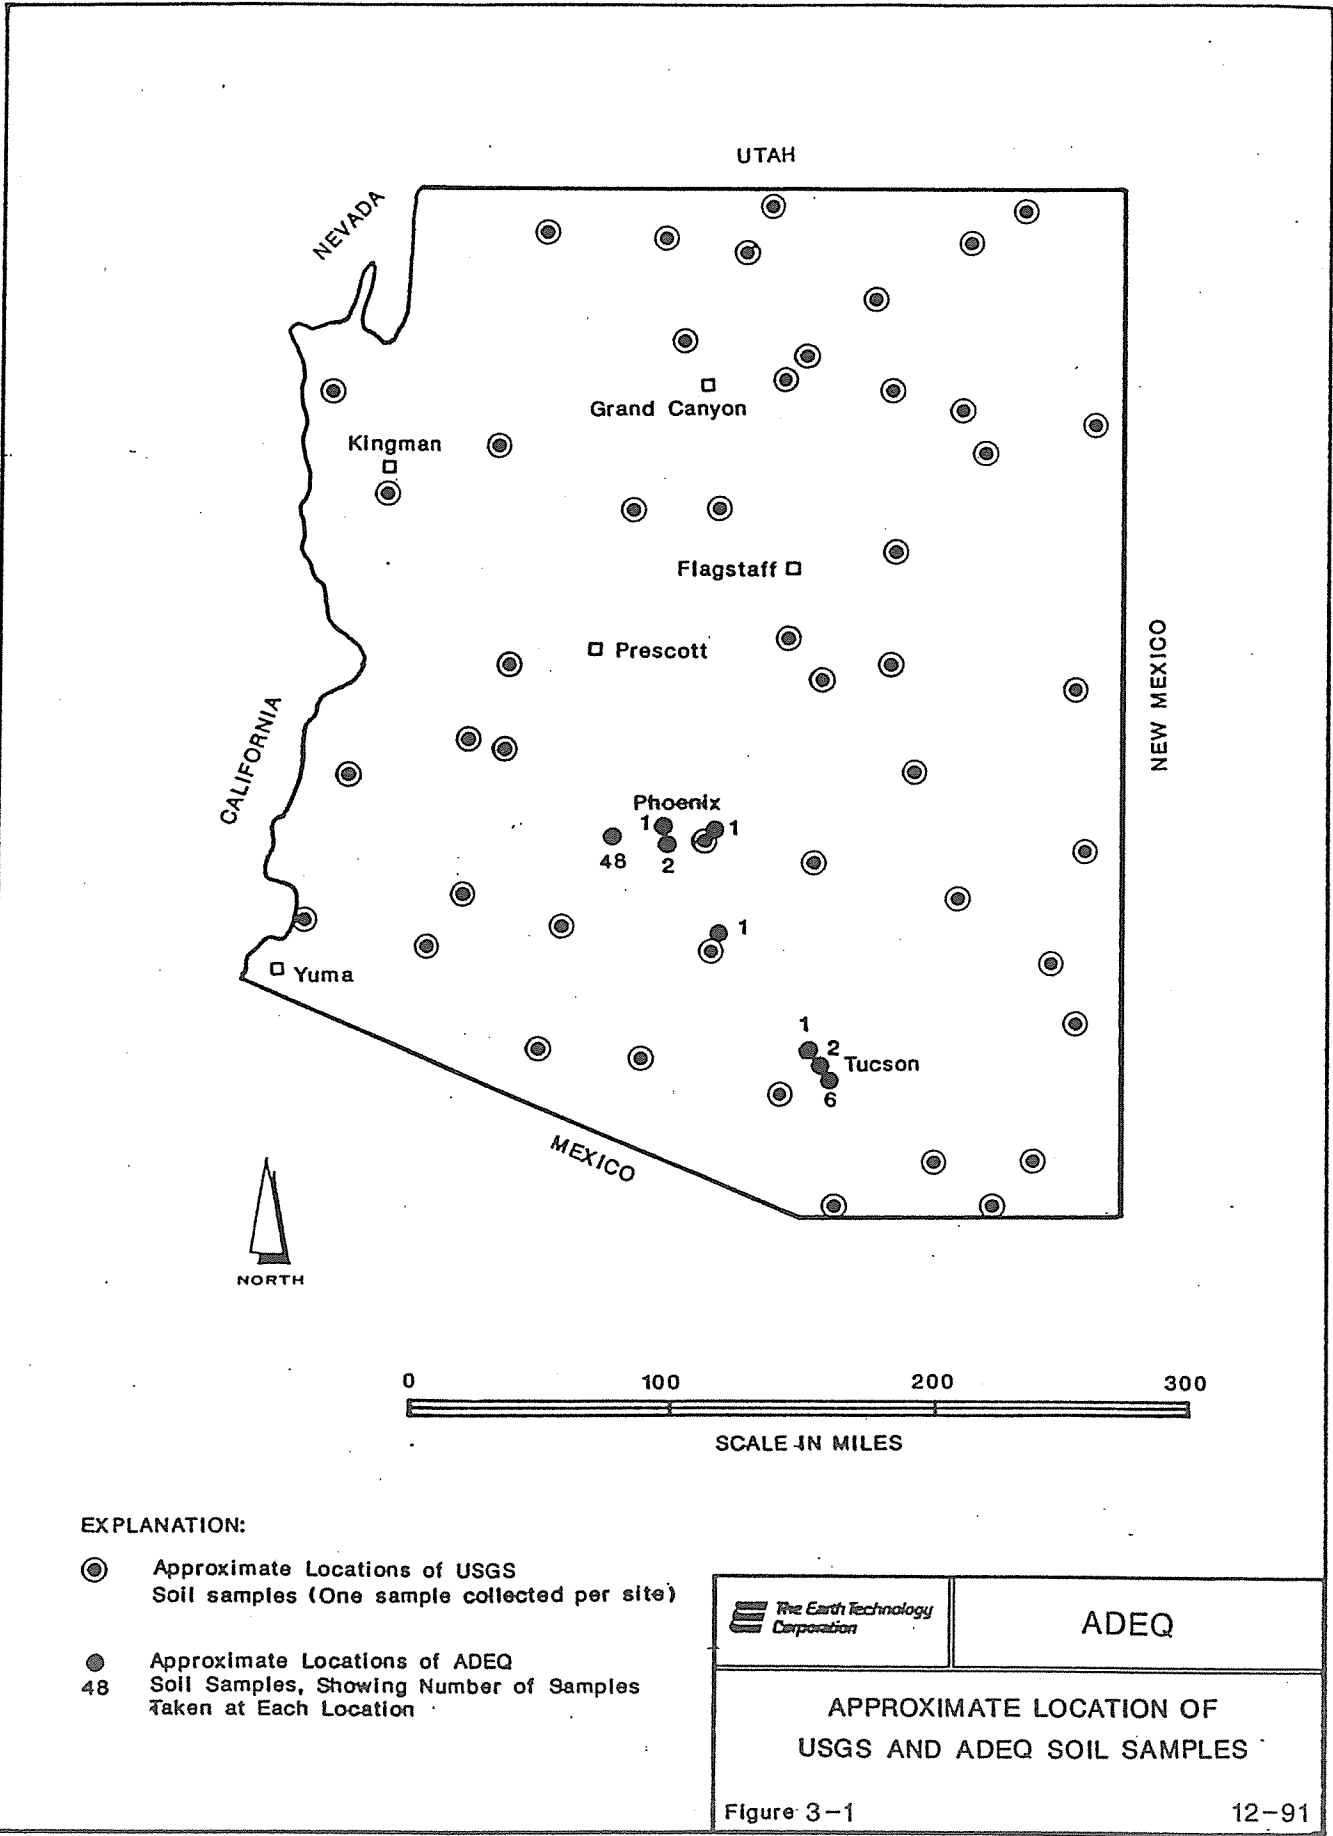 UTAH
NEVADA
Grand Canyon
Kingman
Flagstaff
Prescott
NEW MEXICO
CALIFORNIA
Phoenix
1
1
48
2
1
Yuma
1
2
Tucson
6
MEXICO
NORTH
0 100 200 300
SCALE IN MILES
EXPLANATION:
Approximate Locations of USGS
Soil samples (One sample collected per site)
Approximate Locations of ADEQ
48 Soil Samples, Showing Number of Samples
Taken at Each Location
The Earth Technology
Corporation
ADEQ
APPROXIMATE LOCATION OF
USGS AND ADEQ SOIL SAMPLES
Figure 3-1 12-91